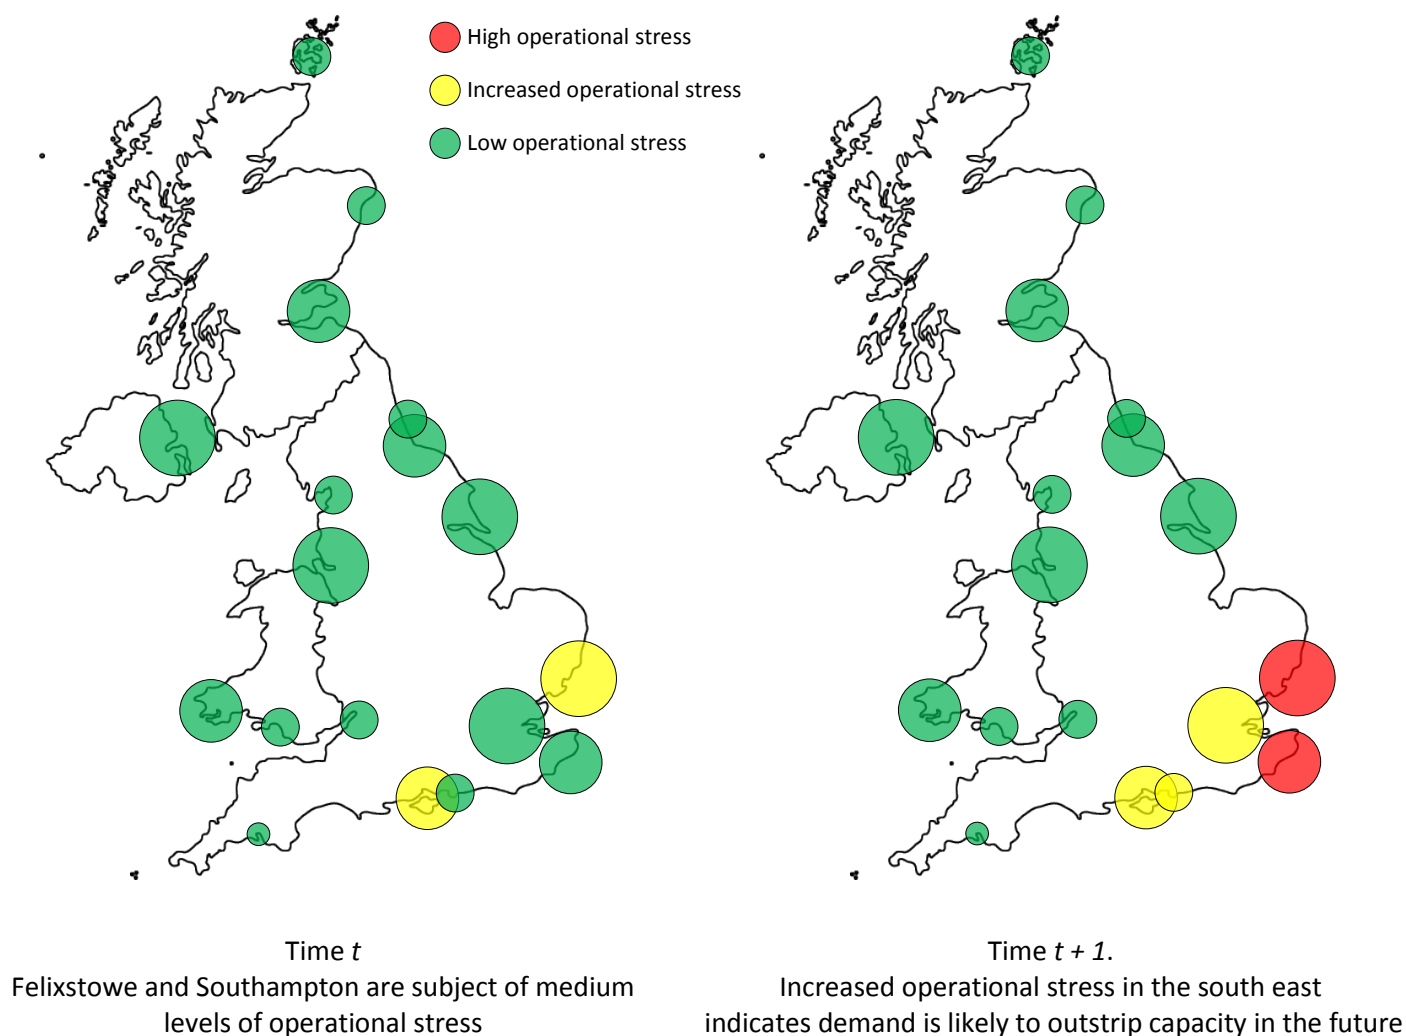 High operational stress
Increased operational stress
Low operational stress
Time t
Felixstowe and Southampton are subject of medium
levels of operational stress
Time t + 1.
Increased operational stress in the south east
indicates demand is likely to outstrip capacity in the future